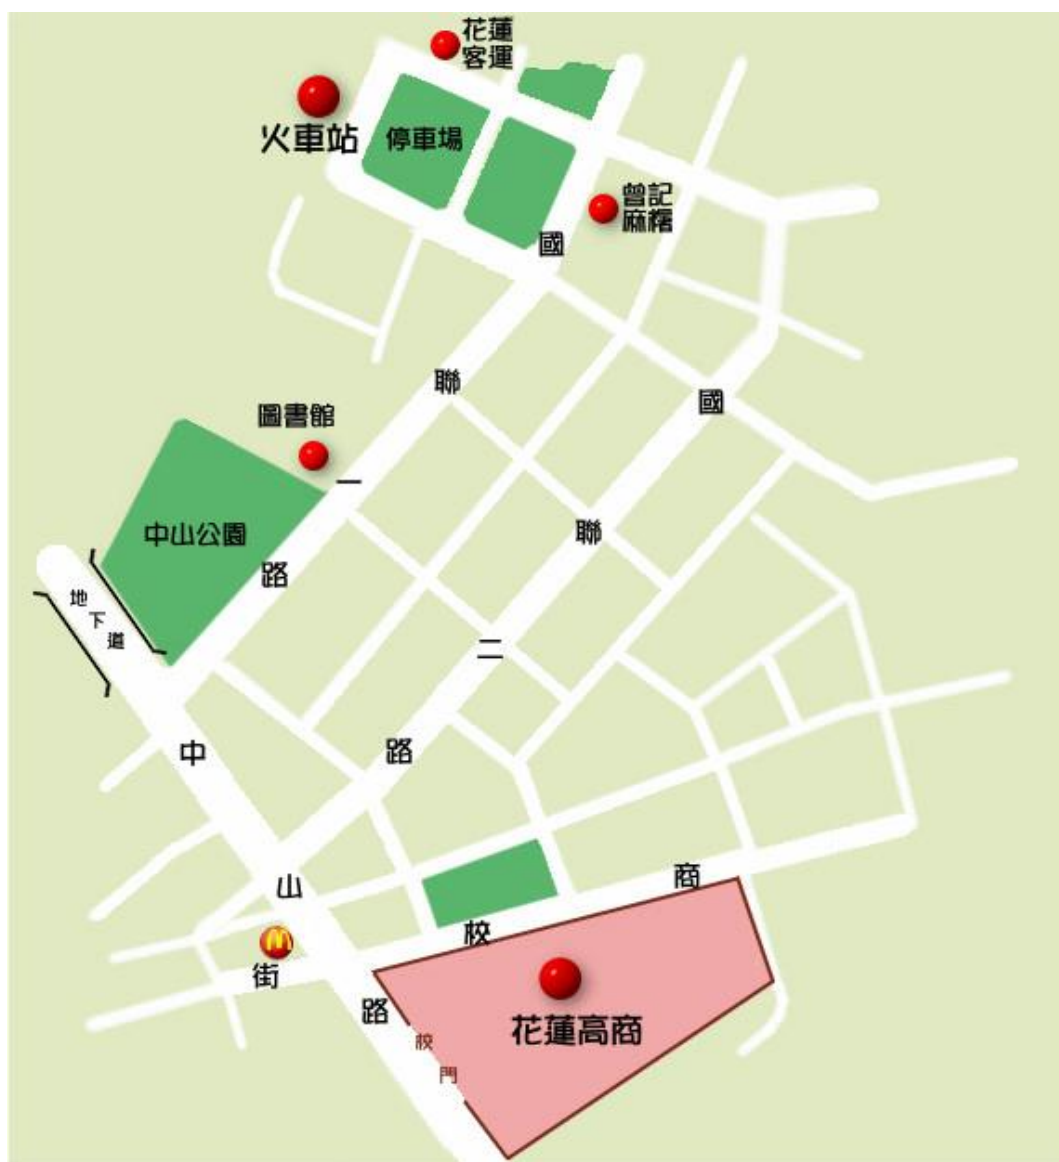 花蓮
客運
火車站
停車場
曾記
麻糬
國聯一路
國聯二路
圖書館
中山公園
地下道
中山路
商校街
M
花蓮高商
校門